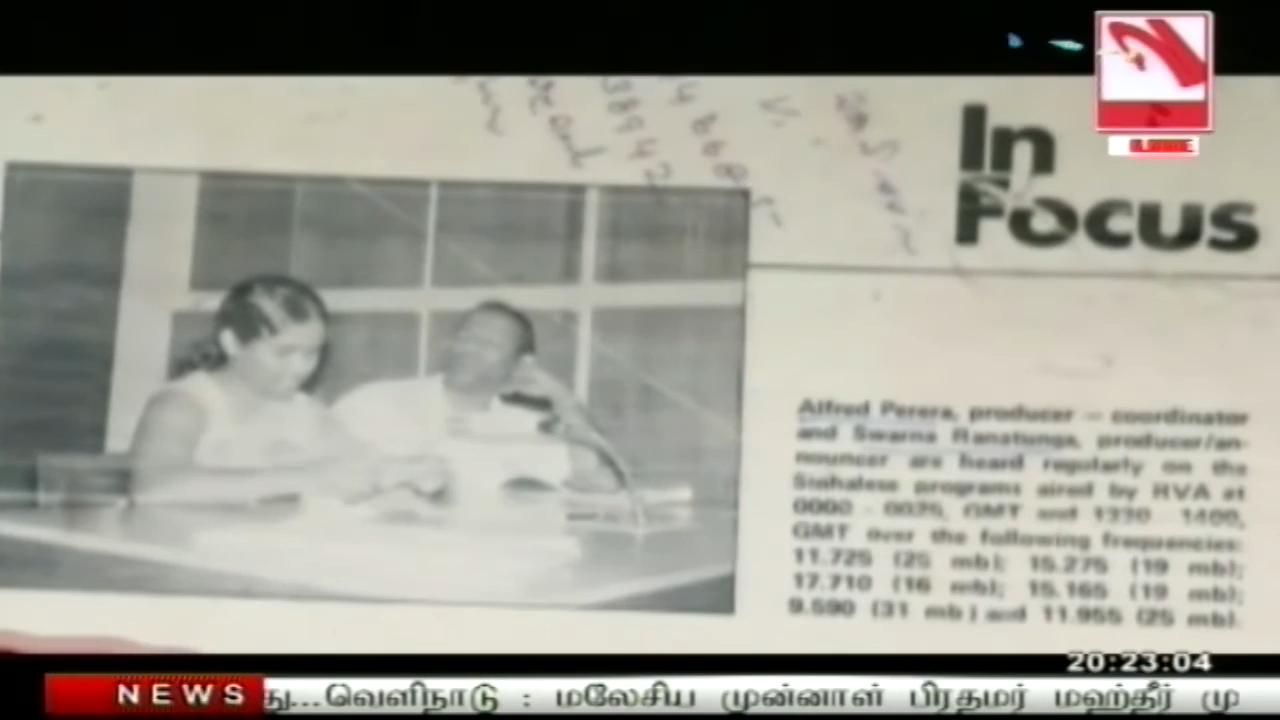 In
Focus
Alfred Perera, producer – coordinator
and Swarna Ranatunga, producer/an-
nouncer are heard regularly on the
Sinhalese programs aired by RVA at
GMT and 1330 - 1400,
GMT over the following frequencies:
11.725 (25 mb); 15.275 (19 mb);
17.710 (16 mb); 15.165 (19 mb);
9.590 (31 mb) and 11.955 (25 mb).
20:23:04
NEWS து...வெளிநாடு : மலேசிய முன்னாள் பிரதமர் மஹ்தீர் மு